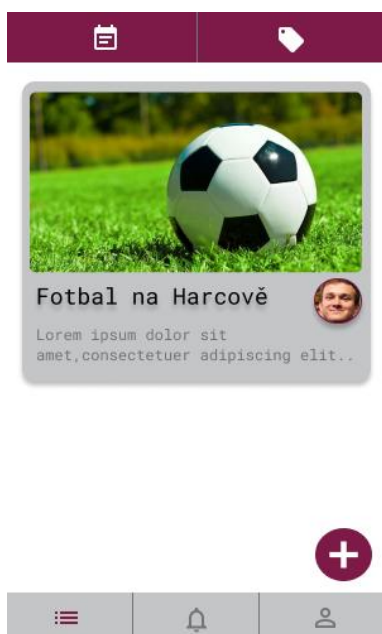 Fotbal na Harcově
Lorem ipsum dolor sit
amet,consectetuer adipiscing elit..